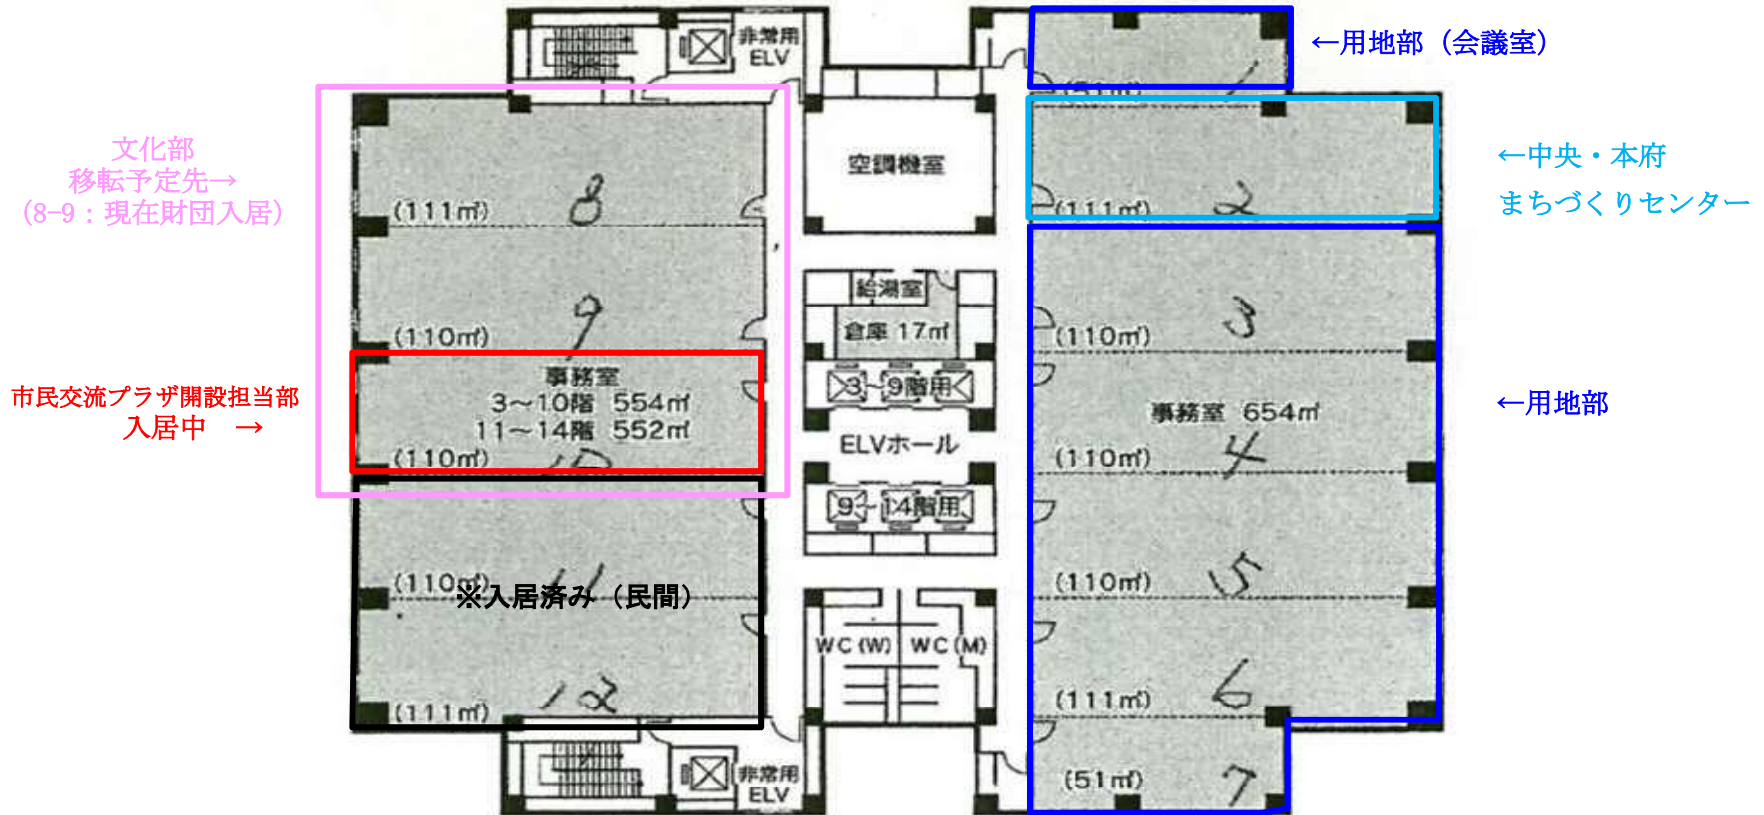 非常用
ELV
←用地部（会議室）
(51㎡)
1
文化部
移転予定先→
(8-9：現在財団入居)
空調機室
←中央・本府
まちづくりセンター
(111㎡)
8
(111㎡)
2
給湯室
倉庫 17㎡
(110㎡)
9
(110㎡)
3
市民交流プラザ開設担当部
入居中　→
事務室
3～10階 554㎡
11～14階 552㎡
3～9階用
事務室 654㎡
←用地部
ELVホール
(110㎡)
10
(110㎡)
4
9～14階用
(110㎡)
11
※入居済み（民間）
(110㎡)
5
WC(W)
WC(M)
(111㎡)
12
(111㎡)
6
非常用
ELV
(51㎡)
7